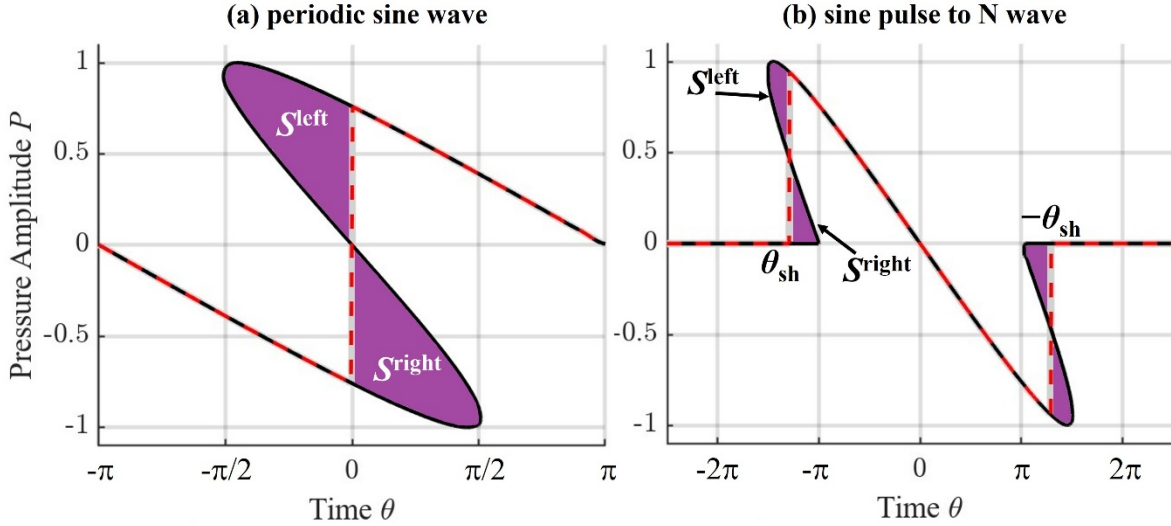 (a) periodic sine wave
(b) sine pulse to N wave
Pressure Amplitude P
1
0.5
0
-0.5
-1
S^left
S^right
-π
-π/2
0
π/2
π
Time θ
1
0.5
0
-0.5
-1
S^left
θ_sh
S^right
−θ_sh
-2π
-π
0
π
2π
Time θ